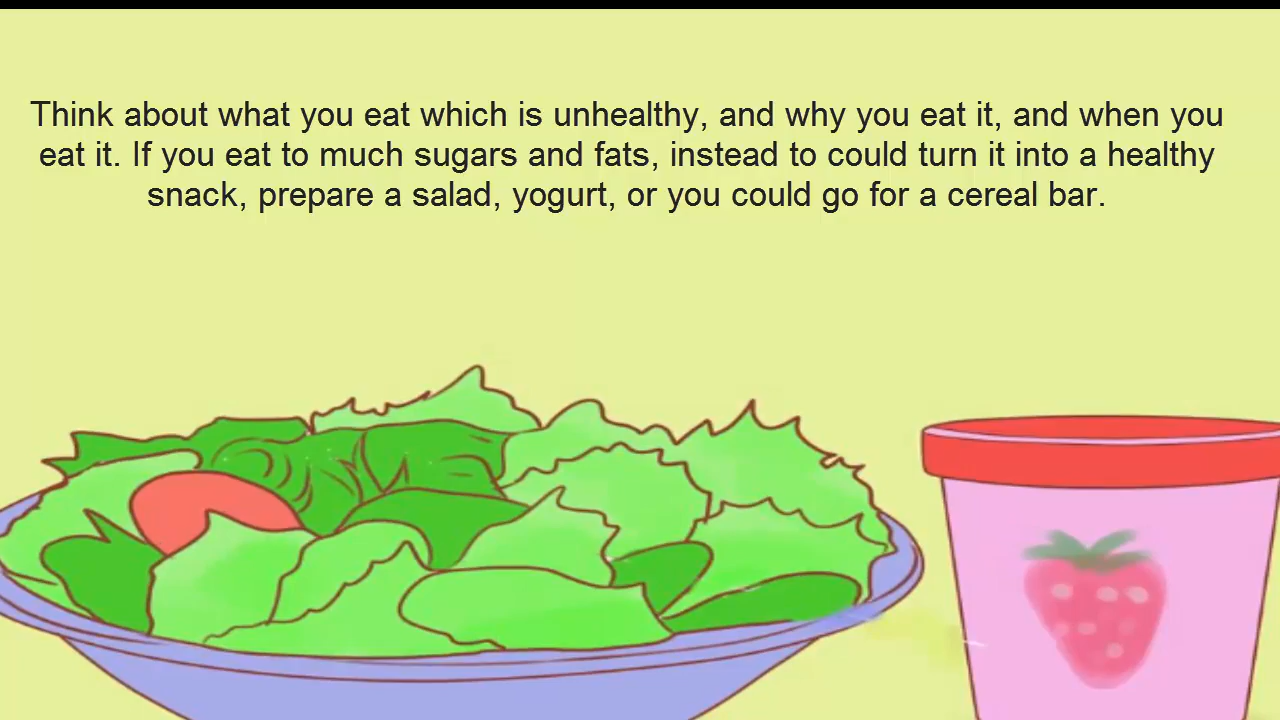 Think about what you eat which is unhealthy, and why you eat it, and when you
eat it. If you eat to much sugars and fats, instead to could turn it into a healthy
snack, prepare a salad, yogurt, or you could go for a cereal bar.